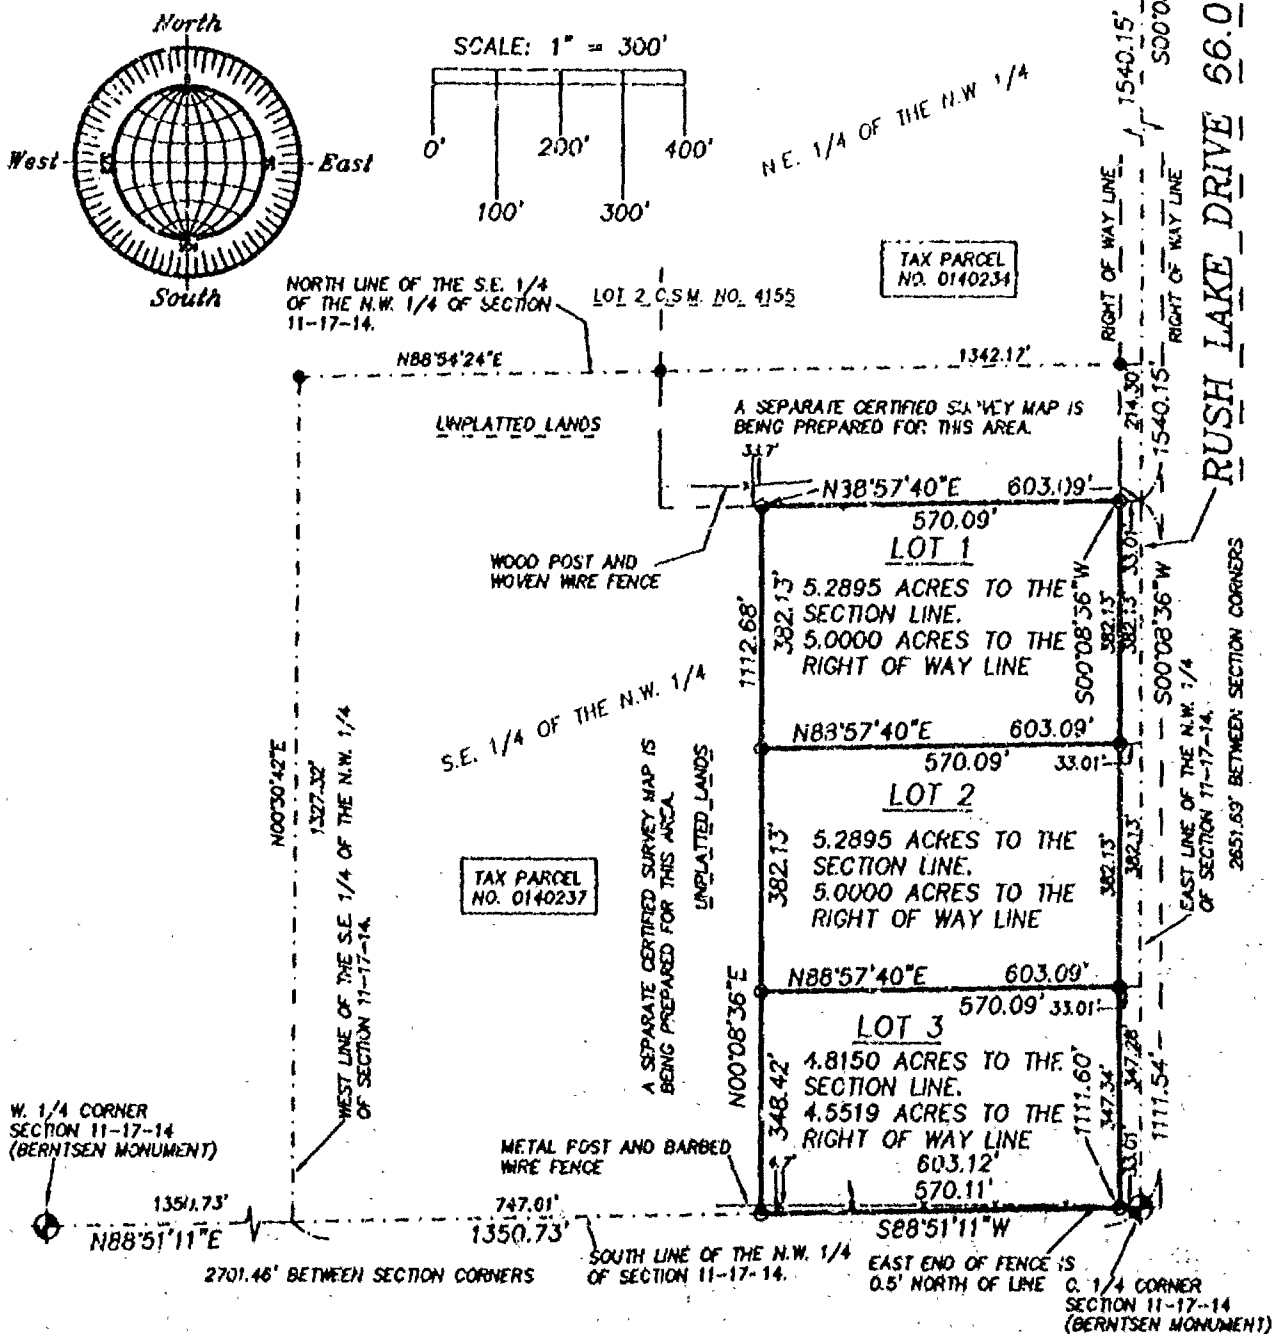 North
West
East
South
SCALE: 1" = 300'
0'
200'
400'
100'
300'
N.E. 1/4 OF THE N.W 1/4
1540.15'
RUSH LAKE DRIVE 66.0
RIGHT OF WAY LINE
RIGHT OF WAY LINE
TAX PARCEL
NO. 0140234
NORTH LINE OF THE S.E. 1/4
OF THE N.W. 1/4 OF SECTION
11-17-14.
LOT 2 C.S.M. NO. 4155
N88°54'24"E
1342.17'
214.30'
1540.15'
UNPLATTED LANDS
A SEPARATE CERTIFIED SURVEY MAP IS
BEING PREPARED FOR THIS AREA.
N38°57'40"E
603.09'
570.09'
33.01'
WOOD POST AND
WOVEN WIRE FENCE
LOT 1
5.2895 ACRES TO THE
SECTION LINE.
5.0000 ACRES TO THE
RIGHT OF WAY LINE
1112.68'
382.13'
S00°08'36"W
382.13'
382.13'
S00°08'36"W
2651.69' BETWEEN SECTION CORNERS
S.E. 1/4 OF THE N.W. 1/4
N00°30'42"E
1327.32'
WEST LINE OF THE S.E. 1/4 OF THE N.W. 1/4
OF SECTION 11-17-14.
N88°57'40"E
603.09'
570.09'
33.01'
EAST LINE OF THE N.W. 1/4
OF SECTION 11-17-14.
A SEPARATE CERTIFIED SURVEY MAP IS
BEING PREPARED FOR THIS AREA.
UNPLATTED LANDS
LOT 2
5.2895 ACRES TO THE
SECTION LINE.
5.0000 ACRES TO THE
RIGHT OF WAY LINE
382.13'
382.13'
382.13'
TAX PARCEL
NO. 0140237
N88°57'40"E
603.09'
570.09'
33.01'
N00°08'36"E
LOT 3
4.8150 ACRES TO THE
SECTION LINE.
4.5519 ACRES TO THE
RIGHT OF WAY LINE
348.42'
1111.60'
347.34'
347.28'
1111.54'
33.01'
603.12'
570.11'
W. 1/4 CORNER
SECTION 11-17-14
(BERNTSEN MONUMENT)
METAL POST AND BARBED
WIRE FENCE
1350.73'
N88°51'11"E
747.61'
1350.73'
S88°51'11"W
2701.46' BETWEEN SECTION CORNERS
SOUTH LINE OF THE N.W. 1/4
OF SECTION 11-17-14.
EAST END OF FENCE IS
0.5' NORTH OF LINE
C. 1/4 CORNER
SECTION 11-17-14
(BERNTSEN MONUMENT)